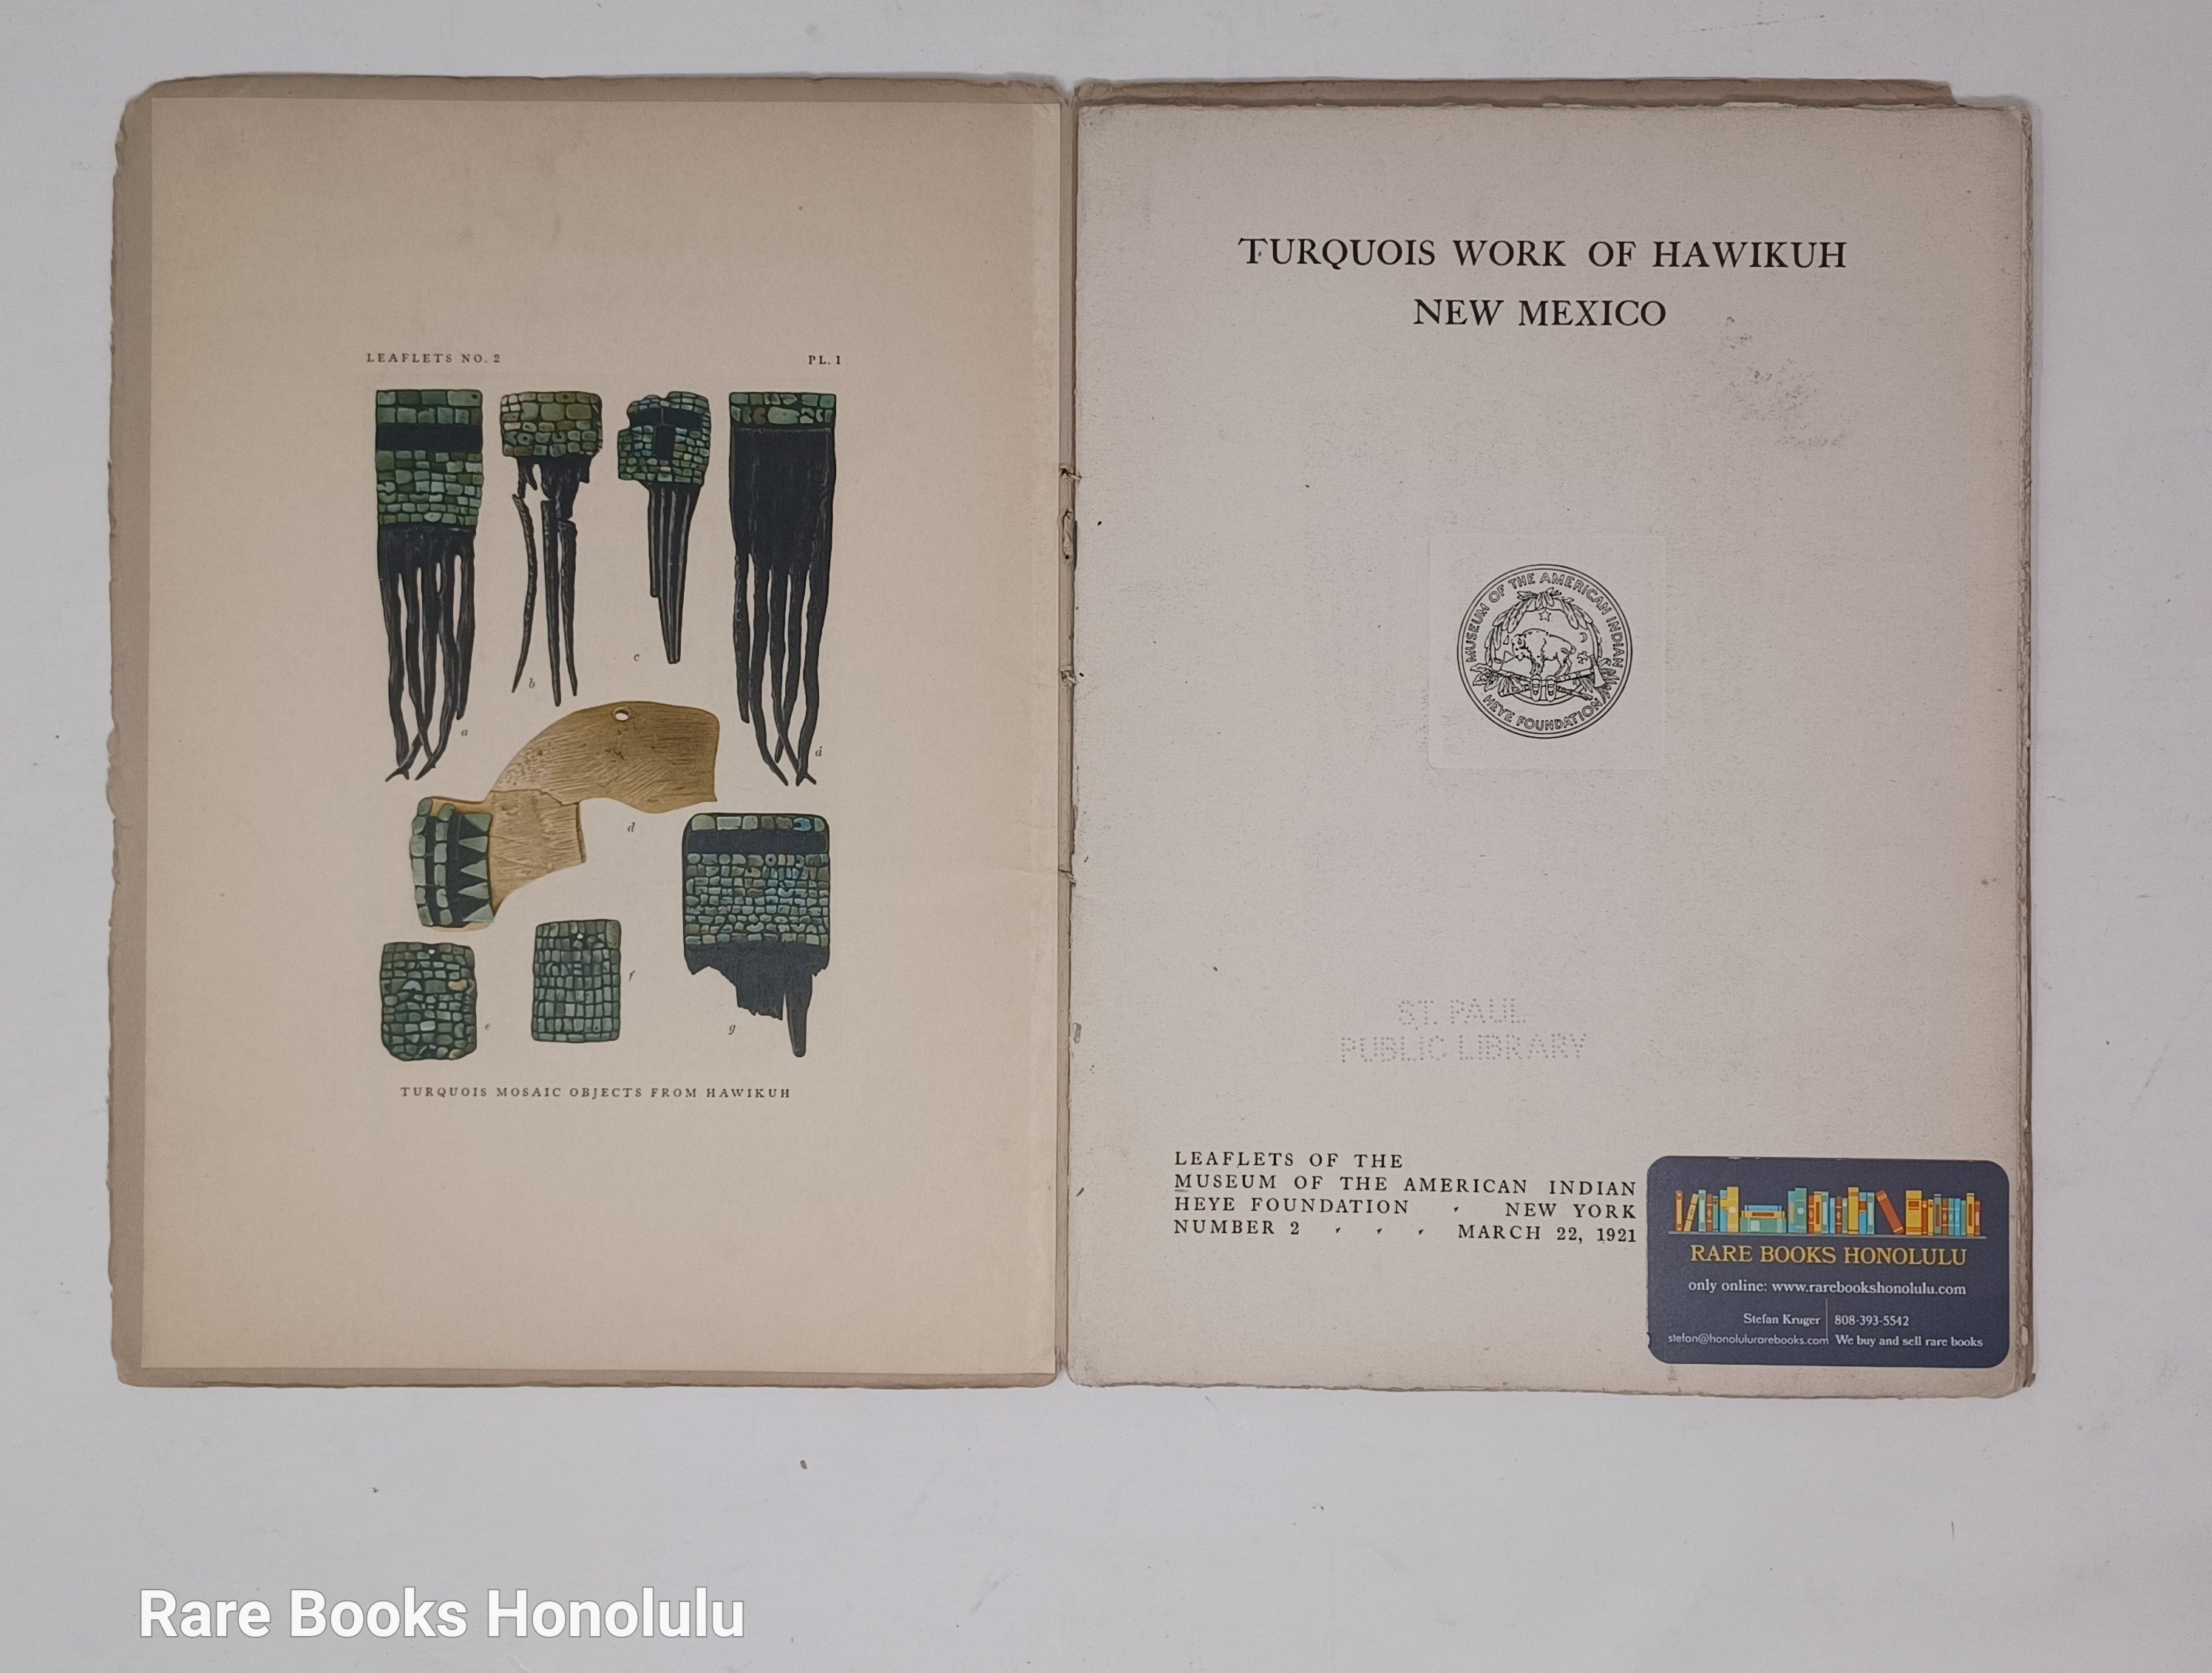 LEAFLETS NO. 2
PL. I
a
b
c
á
d
e
f
g
TURQUOIS MOSAIC OBJECTS FROM HAWIKUH
TURQUOIS WORK OF HAWIKUH
NEW MEXICO
MUSEUM OF THE AMERICAN INDIAN
HEYE FOUNDATION
ST. PAUL
PUBLIC LIBRARY
LEAFLETS OF THE
MUSEUM OF THE AMERICAN INDIAN
HEYE FOUNDATION , NEW YORK
NUMBER 2 , , , MARCH 22, 1921
RARE BOOKS HONOLULU
only online: www.rarebookshonolulu.com
Stefan Kruger 808-393-5542
stefan@honolulurarebooks.com We buy and sell rare books
Rare Books Honolulu